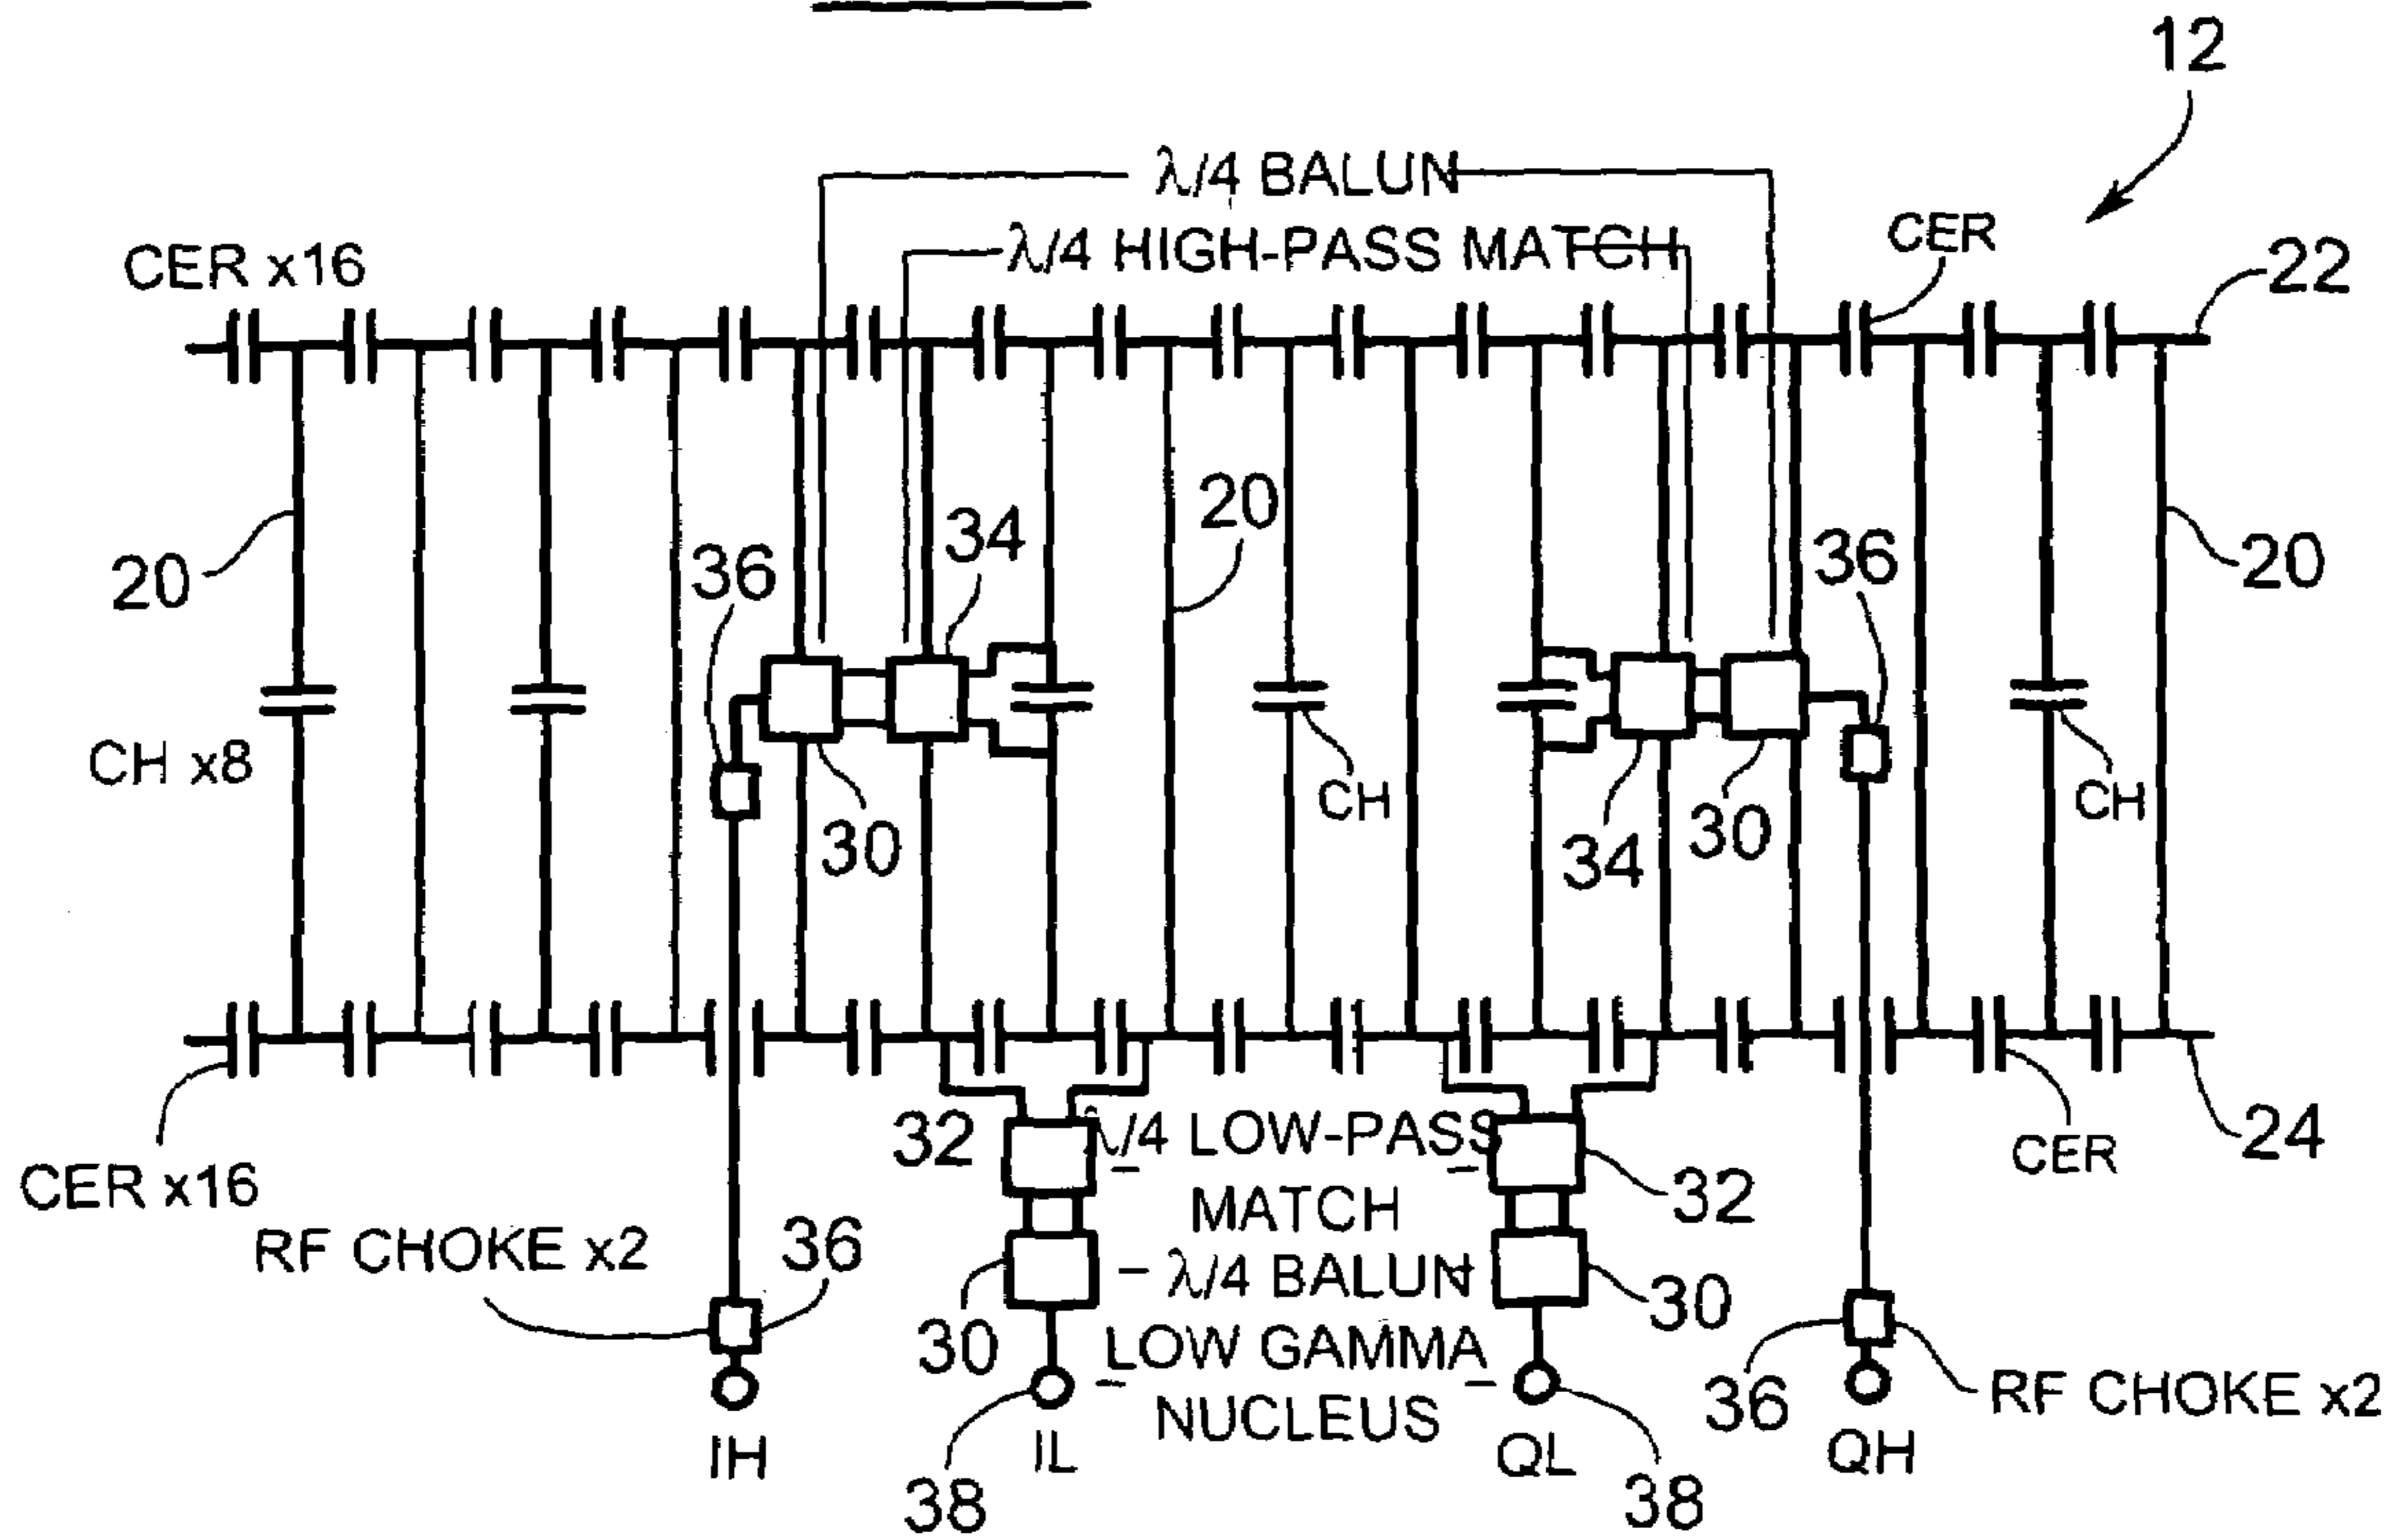 12
λ/4 BALUN
λ/4 HIGH-PASS MATCH
CER
CER x16
22
20
34
36
36
20
20
CH x8
CH
CH
30
34
30
32
λ/4 LOW-PASS
MATCH
32
CER
24
CER x16
RF CHOKE x2
36
λ/4 BALUN
30
30
LOW GAMMA
NUCLEUS
36
RF CHOKE x2
IH
IL
QL
QH
38
38